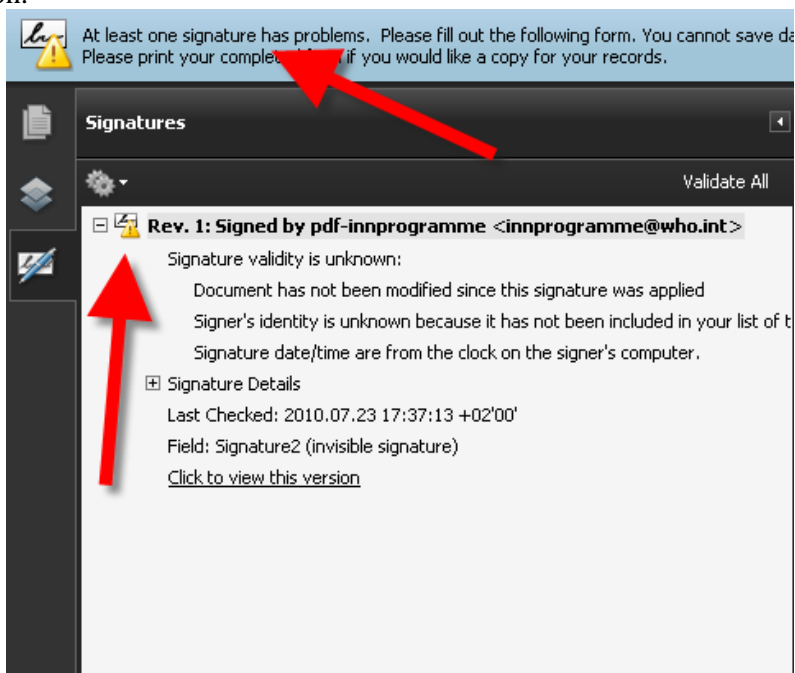 on.
At least one signature has problems. Please fill out the following form. You cannot save da
Please print your if you would like a copy for your records.
Signatures
Validate All
Rev. 1: Signed by pdf-innprogramme <innprogramme@who.int>
Signature validity is unknown:
Document has not been modified since this signature was applied
Signer's identity is unknown because it has not been included in your list of t
Signature date/time are from the clock on the signer's computer.
Signature Details
Last Checked: 2010.07.23 17:37:13 +02'00'
Field: Signature2 (invisible signature)
Click to view this version